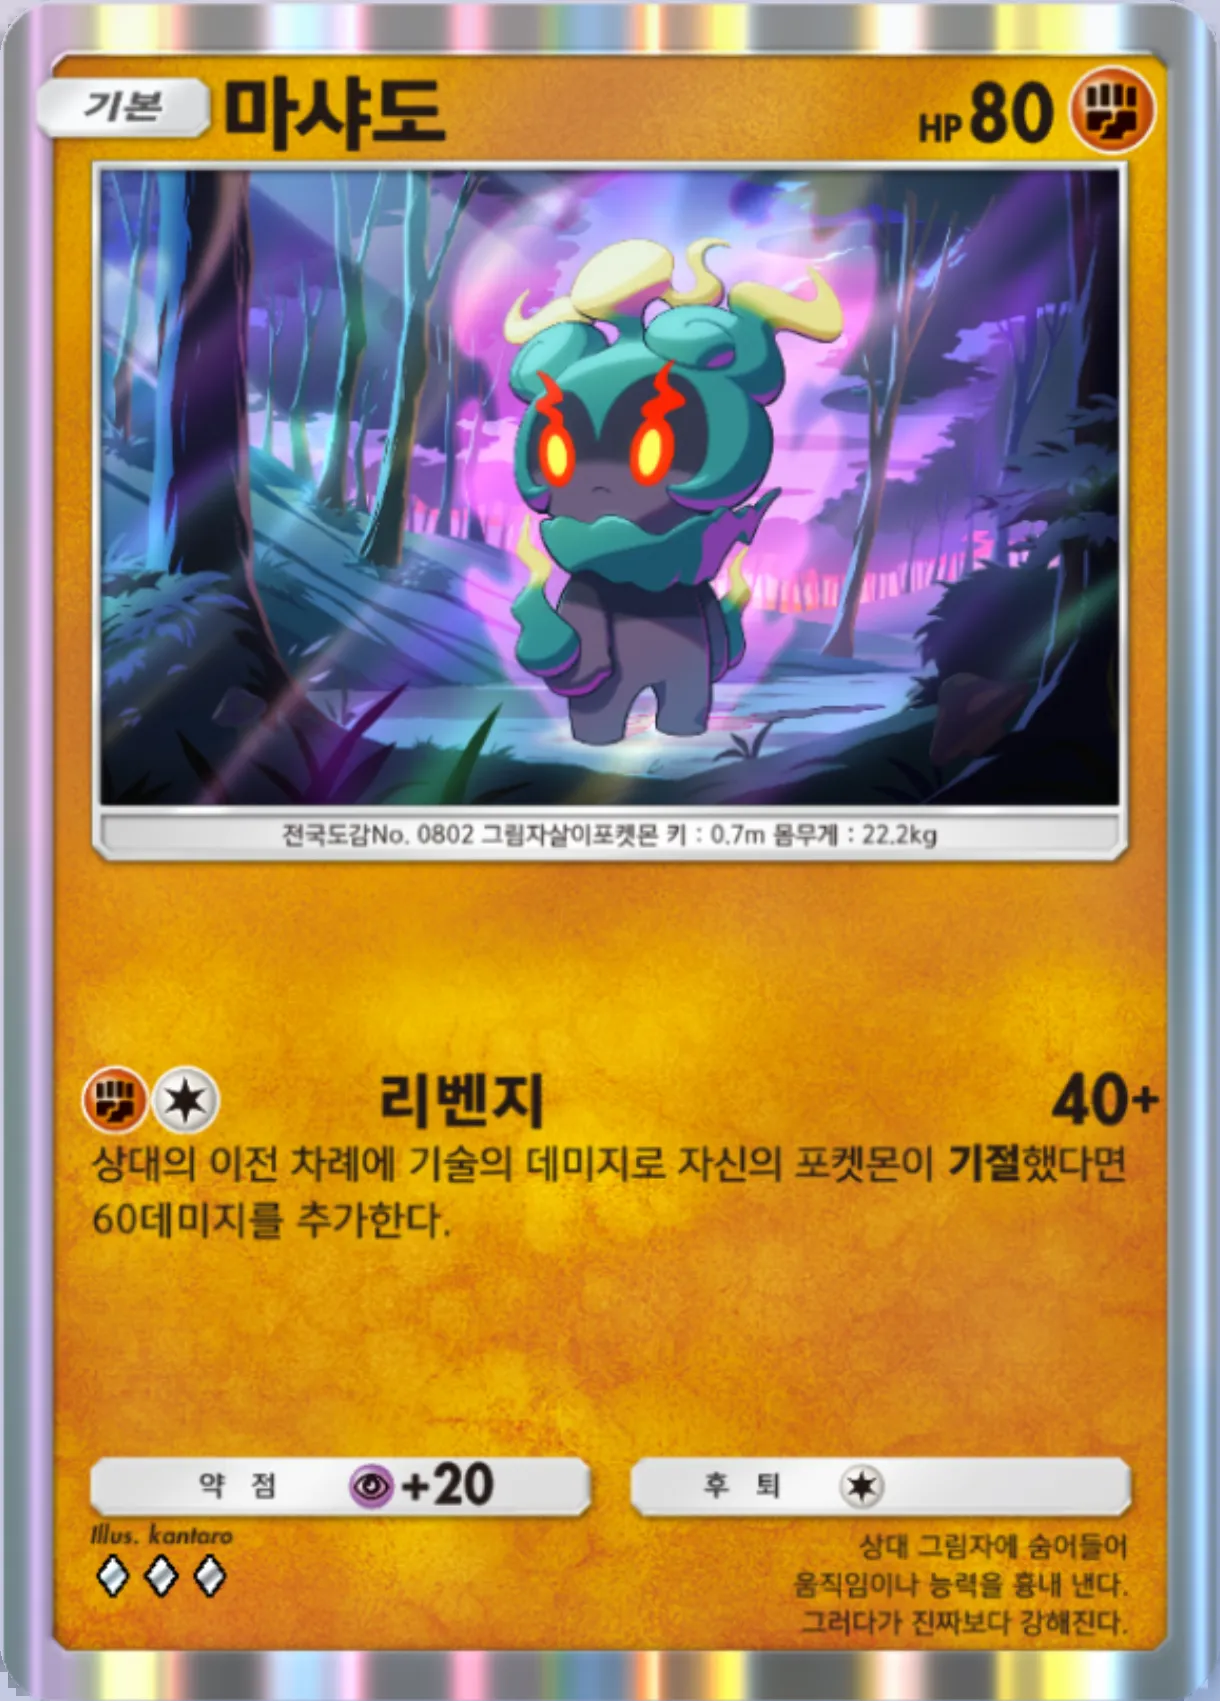 기본 마샤도 HP 80
전국도감No. 0802 그림자살이포켓몬 키 : 0.7m 몸무게 : 22.2kg
리벤지 40+
상대의 이전 차례에 기술의 데미지로 자신의 포켓몬이 기절했다면
60데미지를 추가한다.
약점 +20 후퇴
Illus. kantaro
상대 그림자에 숨어들어
움직임이나 능력을 흉내 낸다.
그러다가 진짜보다 강해진다.